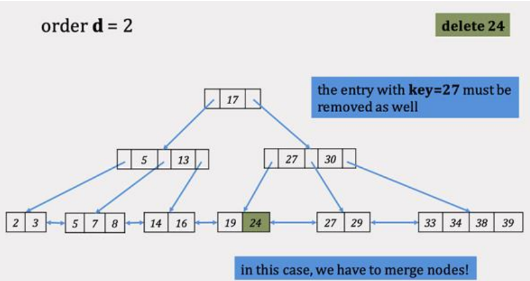 order d = 2
delete 24
17
the entry with key=27 must be
removed as well
5 13
27 30
2 3
5 7 8
14 16
19 24
27 29
33 34 38 39
in this case, we have to merge nodes!